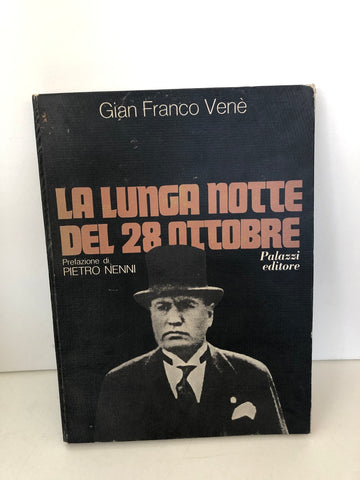 Gian Franco Venè
LA LUNGA NOTTE
DEL 28 OTTOBRE
Prefazione di
PIETRO NENNI
Palazzi
editore